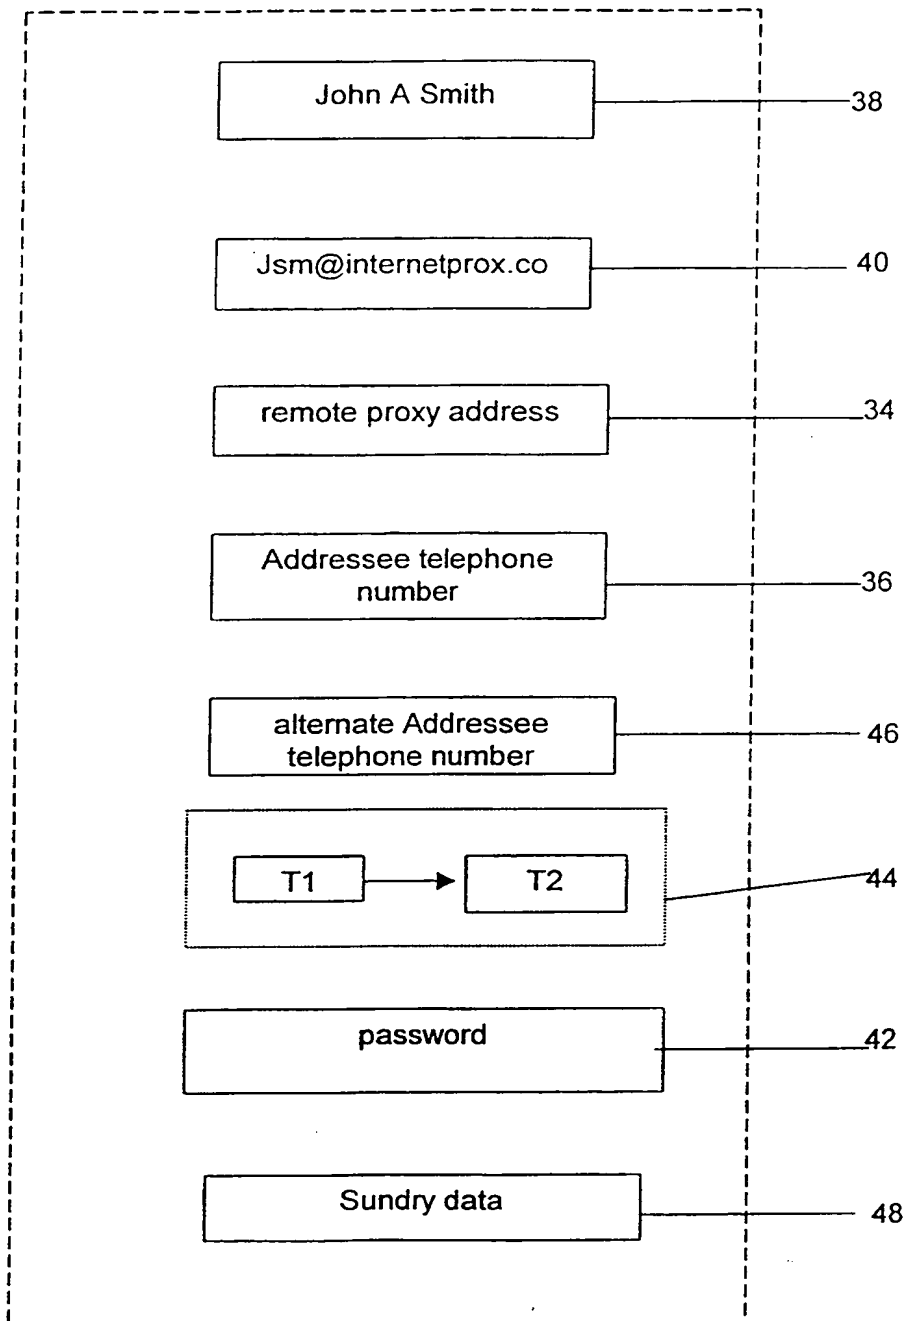 John A Smith
38
Jsm@internetprox.co
40
remote proxy address
34
Addressee telephone
number
36
alternate Addressee
telephone number
46
T1
T2
44
password
42
Sundry data
48